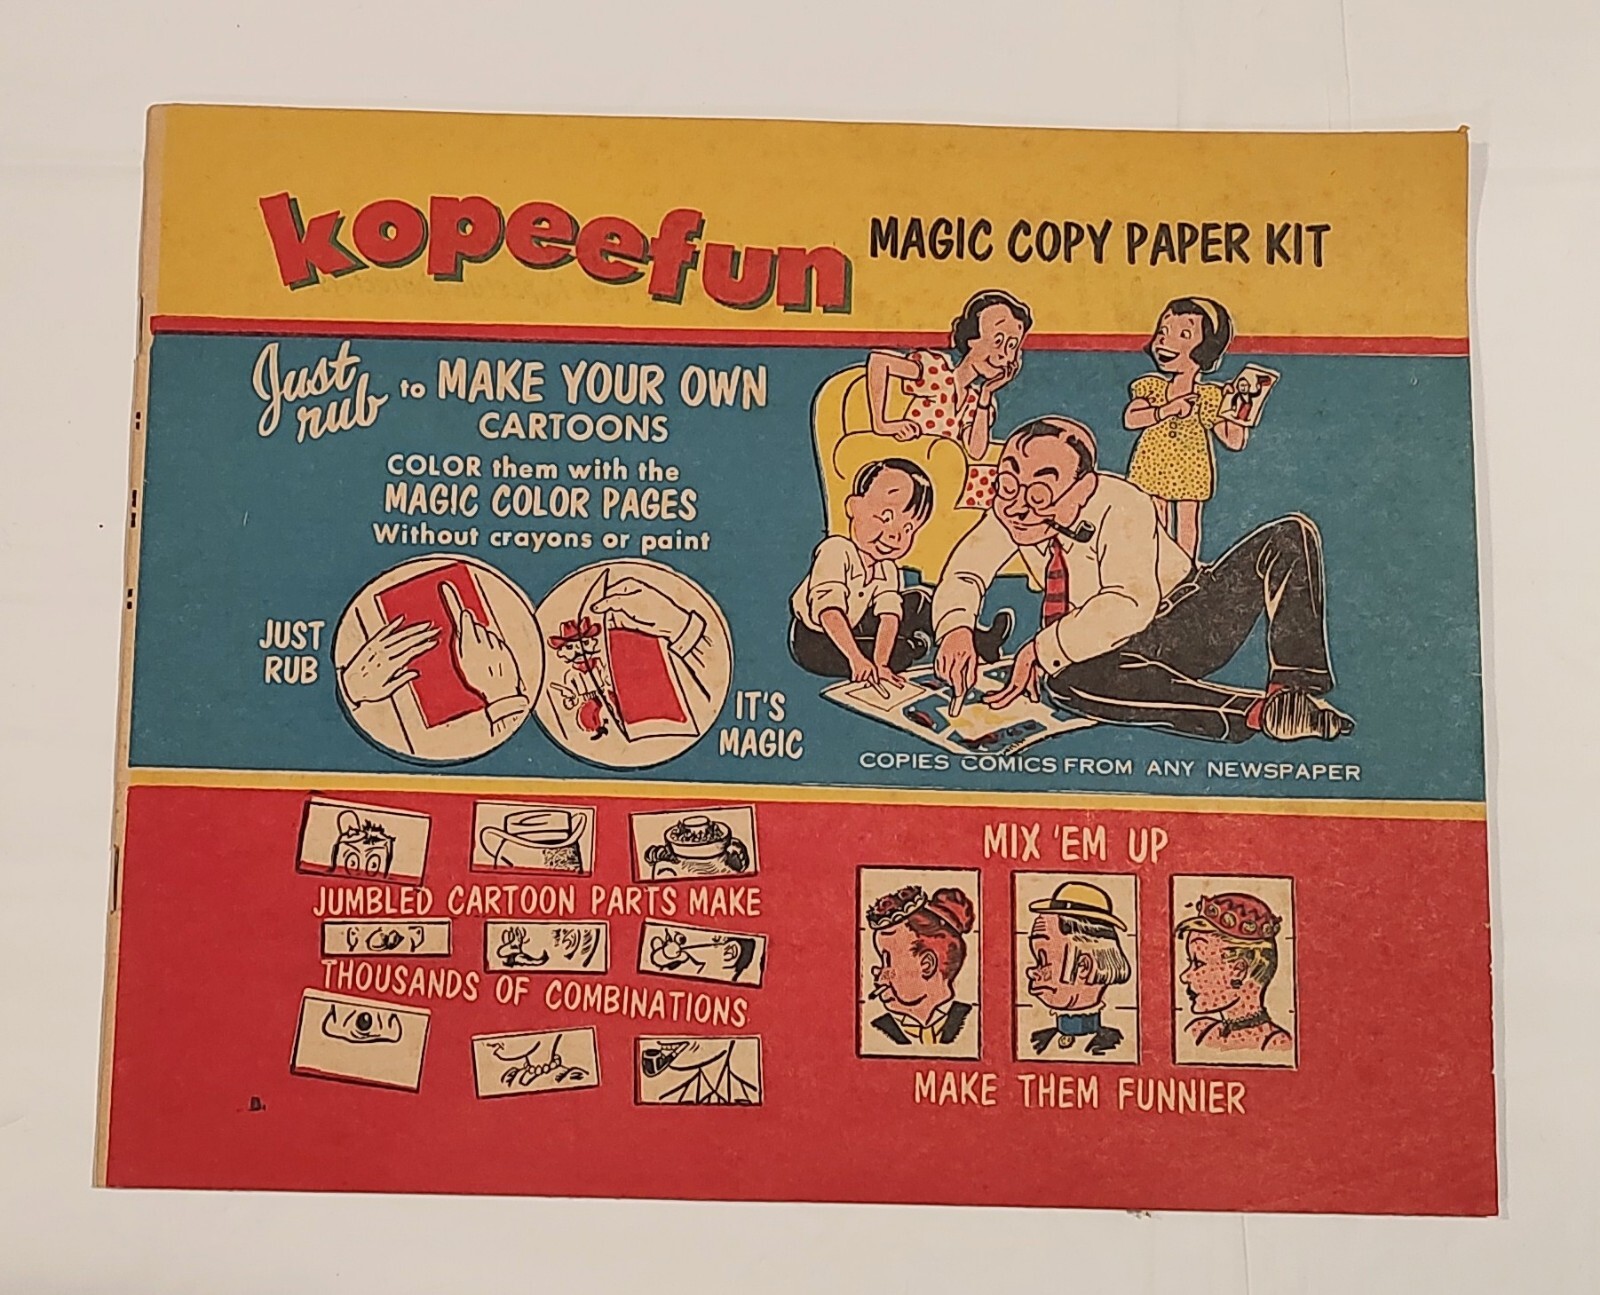 kopeefun MAGIC COPY PAPER KIT
Just rub to MAKE YOUR OWN
CARTOONS
COLOR them with the
MAGIC COLOR PAGES
Without crayons or paint
JUST
RUB
IT'S
MAGIC
COPIES COMICS FROM ANY NEWSPAPER
JUMBLED CARTOON PARTS MAKE
THOUSANDS OF COMBINATIONS
MIX 'EM UP
MAKE THEM FUNNIER
B.